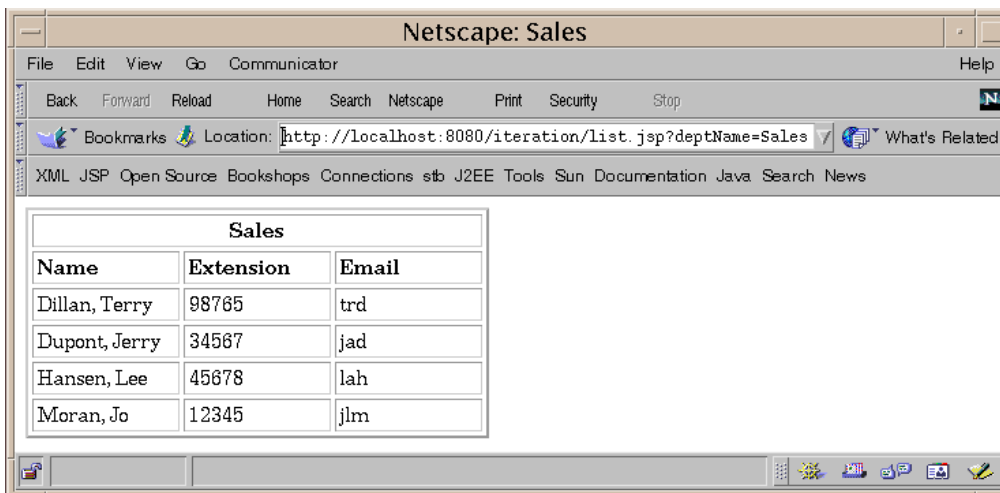 Netscape: Sales
File Edit View Go Communicator Help
Back Forward Reload Home Search Netscape Print Security Stop N
Bookmarks Location: http://localhost:8080/iteration/list.jsp?deptName=Sales What's Related
XML JSP Open Source Bookshops Connections stb J2EE Tools Sun Documentation Java Search News
Sales
Name Extension Email
Dillan, Terry 98765 trd
Dupont, Jerry 34567 jad
Hansen, Lee 45678 lah
Moran, Jo 12345 jlm